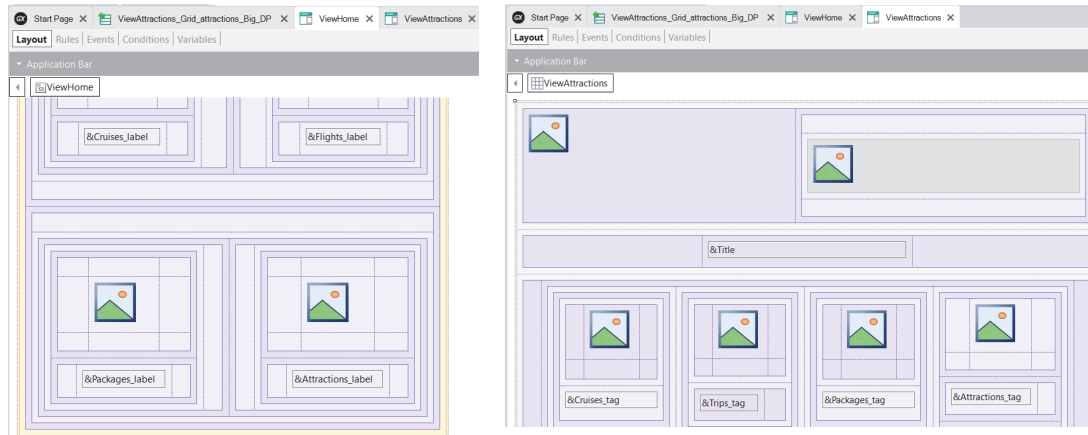 Start Page ViewAttractions_Grid_attractions_Big_DP ViewHome ViewAttractions
Layout Rules Events Conditions Variables
Application Bar
ViewHome
&Cruises_label &Flights_label
&Packages_label &Attractions_label
Start Page ViewAttractions_Grid_attractions_Big_DP ViewHome ViewAttractions
Layout Rules Events Conditions Variables
Application Bar
ViewAttractions
&Title
&Cruises_tag &Trips_tag &Packages_tag &Attractions_tag